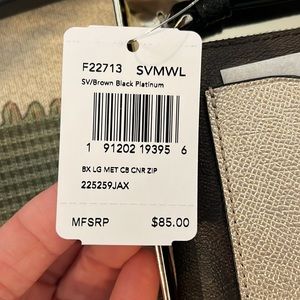 F22713 SVMWL
SV/Brown Black Platinum
1 91202 19395 6
BX LG MET CB CNR ZIP
225259JAX
MFSRP $85.00